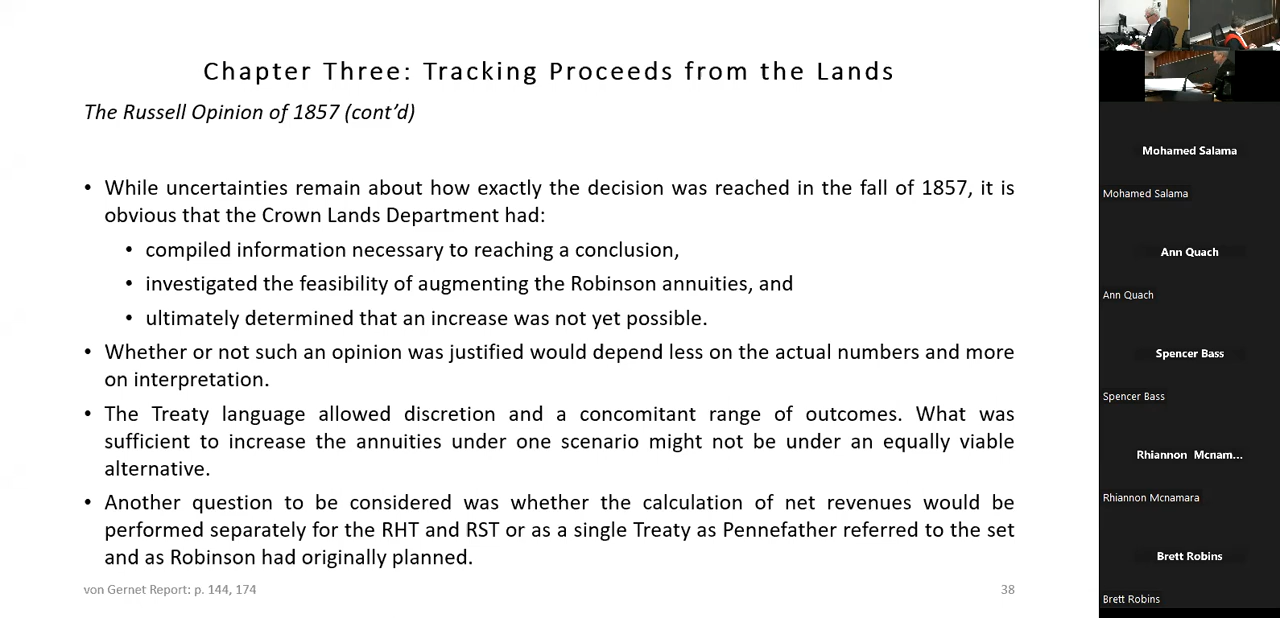 Chapter Three: Tracking Proceeds from the Lands
The Russell Opinion of 1857 (cont’d)
• While uncertainties remain about how exactly the decision was reached in the fall of 1857, it is
obvious that the Crown Lands Department had:
• compiled information necessary to reaching a conclusion,
• investigated the feasibility of augmenting the Robinson annuities, and
• ultimately determined that an increase was not yet possible.
• Whether or not such an opinion was justified would depend less on the actual numbers and more
on interpretation.
• The Treaty language allowed discretion and a concomitant range of outcomes. What was
sufficient to increase the annuities under one scenario might not be under an equally viable
alternative.
• Another question to be considered was whether the calculation of net revenues would be
performed separately for the RHT and RST or as a single Treaty as Pennefather referred to the set
and as Robinson had originally planned.
von Gernet Report: p. 144, 174
38
Mohamed Salama
Mohamed Salama
Ann Quach
Ann Quach
Spencer Bass
Spencer Bass
Rhiannon Mcnam...
Rhiannon Mcnamara
Brett Robins
Brett Robins